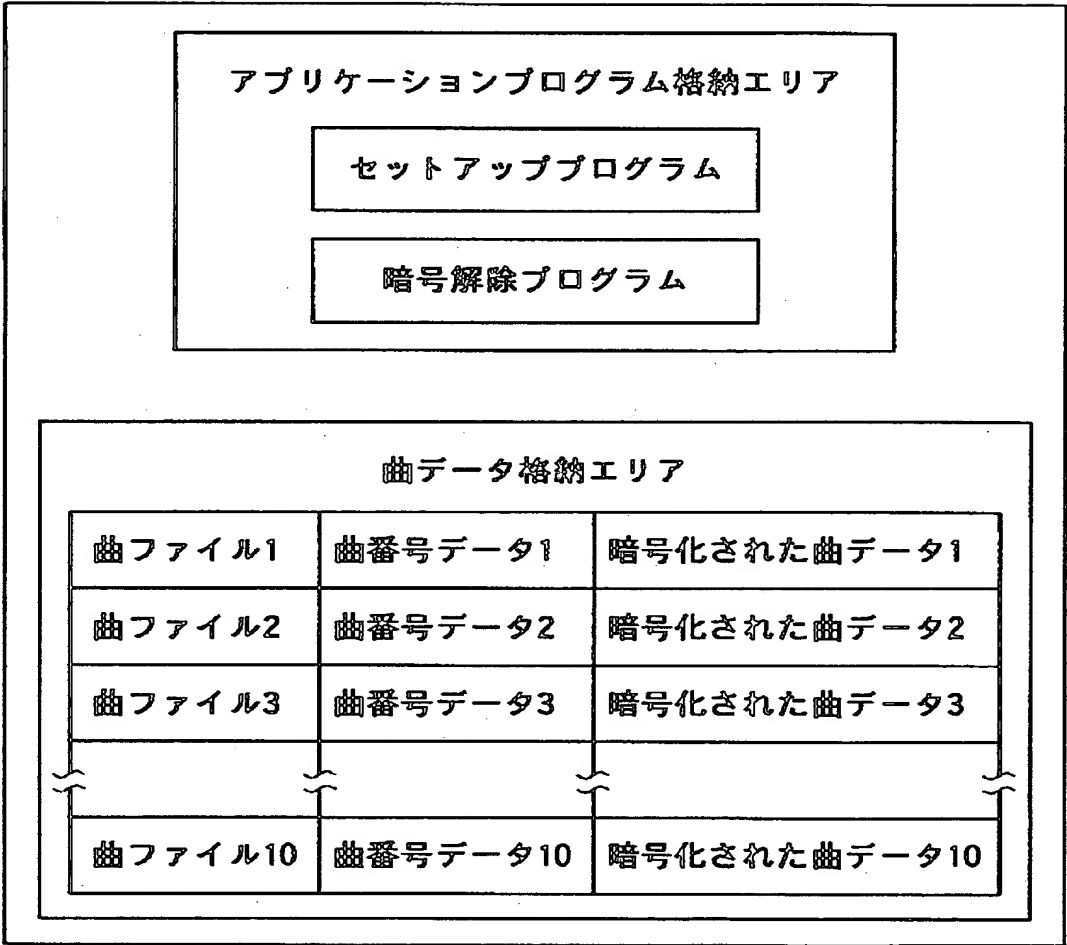 アプリケーションプログラム格納エリア
セットアッププログラム
暗号解除プログラム
曲データ格納エリア
曲ファイル1 曲番号データ1 暗号化された曲データ1
曲ファイル2 曲番号データ2 暗号化された曲データ2
曲ファイル3 曲番号データ3 暗号化された曲データ3
曲ファイル10 曲番号データ10 暗号化された曲データ10